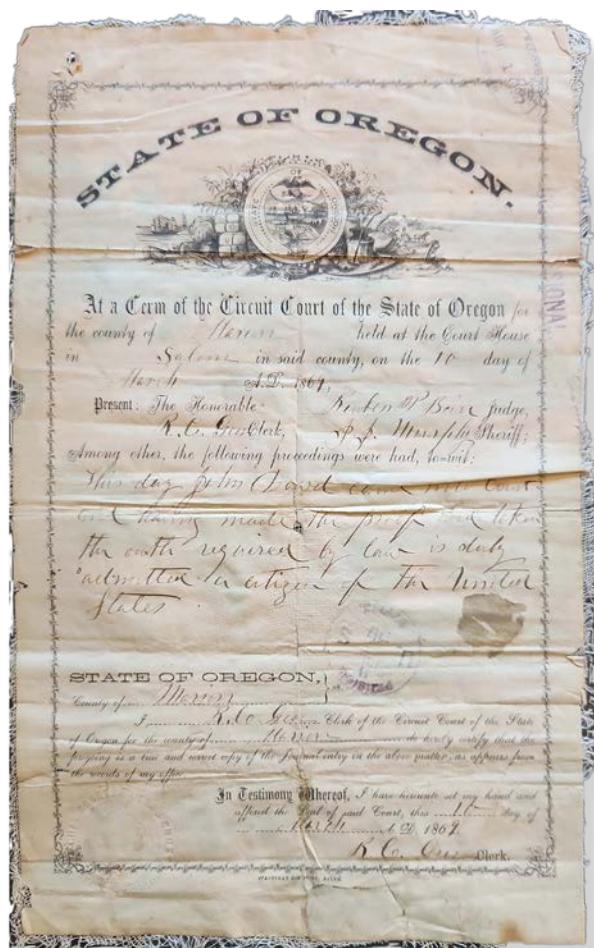 STATE OF OREGON.
At a Term of the Circuit Court of the State of Oregon for
the county of Marion held at the Court House
in Salem in said county, on the 10 day of
March A.D. 1869,
Present: The Honorable Reuben P. Boise Judge,
R. C. Geer Clerk, J. J. Murphy Sheriff;
Among other, the following proceedings were had, to-wit:
This day John David came into Court
and having made the proof and taken
the oath required by law is duly
admitted a citizen of the United
States
STATE OF OREGON,
County of Marion
I R. C. Geer Clerk of the Circuit Court of the State
of Oregon for the county of Marion do hereby certify that the
foregoing is a true and correct copy of the Journal entry in the above matter, as appears from
the records of my office.
In Testimony Whereof, I have hereunto set my hand and
affixed the Seal of said Court, this 10 day of
March A.D. 1869.
R. C. Geer Clerk.